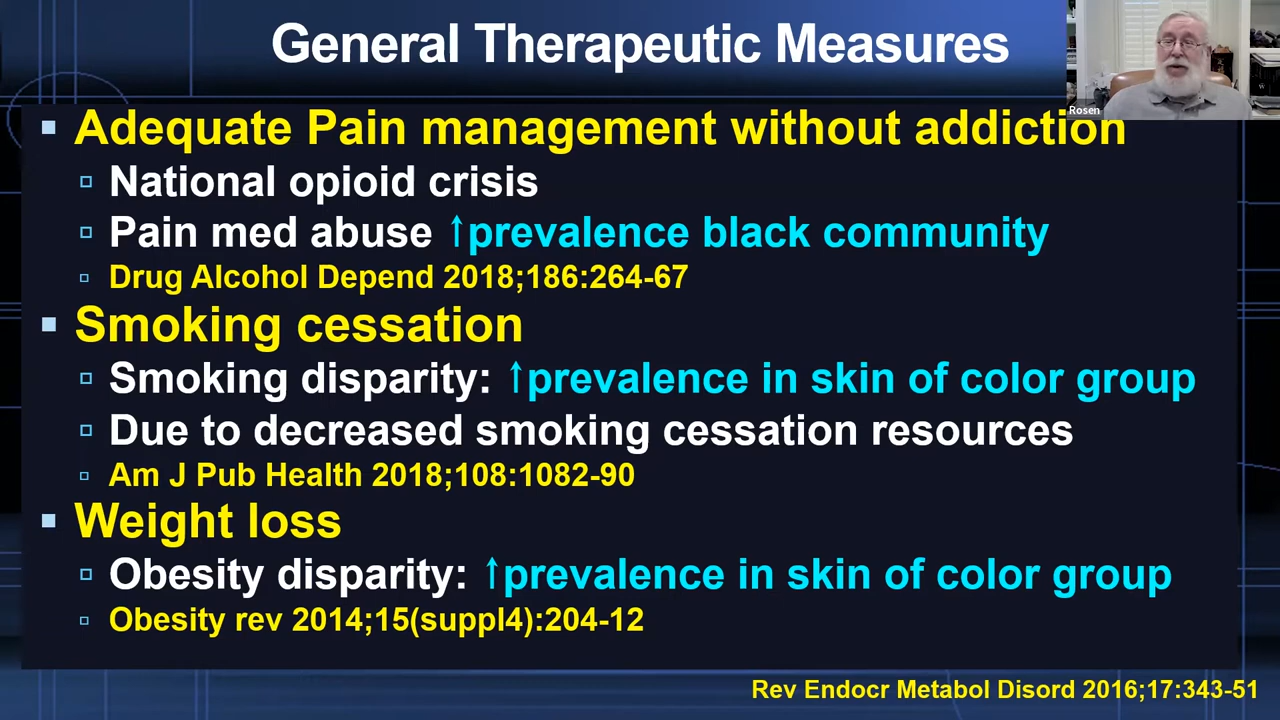 General Therapeutic Measures
Rosen
Adequate Pain management without addiction
National opioid crisis
Pain med abuse ↑prevalence black community
Drug Alcohol Depend 2018;186:264-67
Smoking cessation
Smoking disparity: ↑prevalence in skin of color group
Due to decreased smoking cessation resources
Am J Pub Health 2018;108:1082-90
Weight loss
Obesity disparity: ↑prevalence in skin of color group
Obesity rev 2014;15(suppl4):204-12
Rev Endocr Metabol Disord 2016;17:343-51